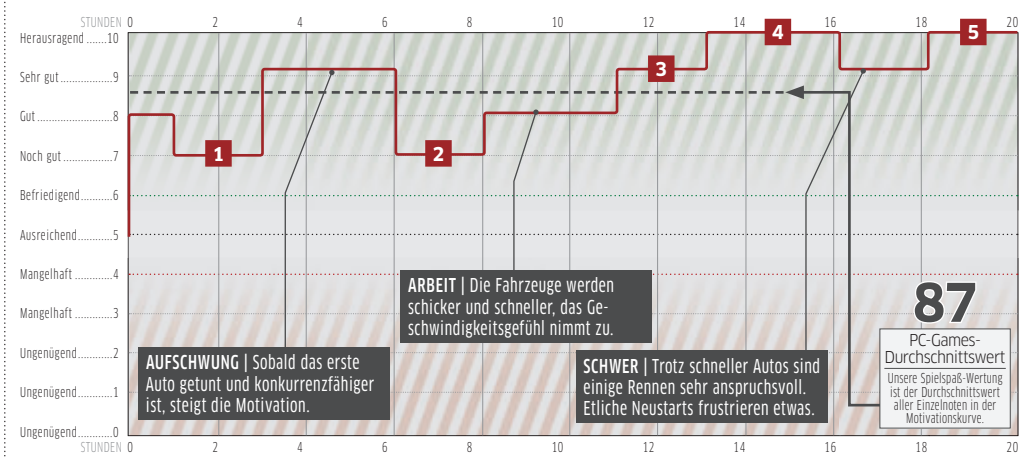 STUNDEN 0 2 4 6 8 10 12 14 16 18 20
Herausragend ......10
Sehr gut ..............9
Gut .....................8
Noch gut ..............7
Befriedigend ..........6
Ausreichend ...........5
Mangelhaft ............4
Mangelhaft ............3
Ungenügend ...........2
Ungenügend ...........1
Ungenügend ...........0
STUNDEN 0 2 4 6 8 10 12 14 16 18 20
1
2
3
4
5
AUFSCHWUNG | Sobald das erste
Auto getunt und konkurrenzfähiger
ist, steigt die Motivation.
ARBEIT | Die Fahrzeuge werden
schicker und schneller, das Ge-
schwindigkeitsgefühl nimmt zu.
SCHWER | Trotz schneller Autos sind
einige Rennen sehr anspruchsvoll.
Etliche Neustarts frustrieren etwas.
87
PC-Games-
Durchschnittswert
Unsere Spielspaß-Wertung
ist der Durchschnittswert
aller Einzelnoten in der
Motivationskurve.